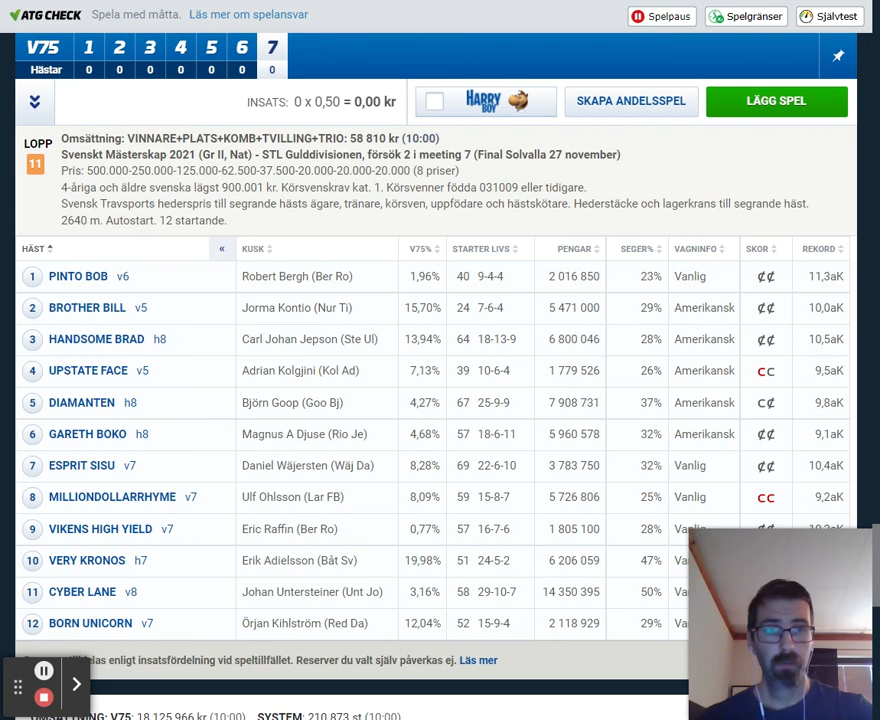 ATG CHECK Spela med måtta. Läs mer om spelansvar Spelpaus Spelgränser Självtest
V75 1 2 3 4 5 6 7
Hästar 0 0 0 0 0 0 0
INSATS: 0 x 0,50 = 0,00 kr HARRY BOY SKAPA ANDELSSPEL LÄGG SPEL
LOPP 11
Omsättning: VINNARE+PLATS+KOMB+TVILLING+TRIO: 58 810 kr (10:00)
Svenskt Mästerskap 2021 (Gr II, Nat) - STL Gulddivisionen, försök 2 i meeting 7 (Final Solvalla 27 november)
Pris: 500.000-250.000-125.000-62.500-37.500-20.000-20.000-20.000 (8 priser)
4-åriga och äldre svenska lägst 900.001 kr. Körsvenskrav kat. 1. Körsvenner födda 031009 eller tidigare.
Svensk Travsports hederspris till segrande hästs ägare, tränare, körsven, uppfödare och hästskötare. Hederstäcke och lagerkrans till segrande häst.
2640 m. Autostart. 12 startande.
HÄST « KUSK V75% STARTER LIVS PENGAR SEGER% VAGNINFO SKOR REKORD
1 PINTO BOB v6 Robert Bergh (Ber Ro) 1,96% 40 9-4-4 2 016 850 23% Vanlig ₵₵ 11,3aK
2 BROTHER BILL v5 Jorma Kontio (Nur Ti) 15,70% 24 7-6-4 5 471 000 29% Amerikansk ₵₵ 10,0aK
3 HANDSOME BRAD h8 Carl Johan Jepson (Ste Ul) 13,94% 64 18-13-9 6 800 046 28% Amerikansk ₵₵ 10,5aK
4 UPSTATE FACE v5 Adrian Kolgjini (Kol Ad) 7,13% 39 10-6-4 1 779 526 26% Amerikansk CC 9,5aK
5 DIAMANTEN h8 Björn Goop (Goo Bj) 4,27% 67 25-9-9 7 908 731 37% Amerikansk C₵ 9,8aK
6 GARETH BOKO h8 Magnus A Djuse (Rio Je) 4,68% 57 18-6-11 5 960 578 32% Amerikansk ₵₵ 9,1aK
7 ESPRIT SISU v7 Daniel Wäjersten (Wäj Da) 8,28% 69 22-6-10 3 783 750 32% Vanlig ₵₵ 10,4aK
8 MILLIONDOLLARRHYME v7 Ulf Ohlsson (Lar FB) 8,09% 59 15-8-7 5 726 806 25% Vanlig CC 9,2aK
9 VIKENS HIGH YIELD v7 Eric Raffin (Ber Ro) 0,77% 57 16-7-6 1 805 100 28% Vanlig ₵₵
10 VERY KRONOS h7 Erik Adielsson (Båt Sv) 19,98% 51 24-5-2 6 206 059 47% Va
11 CYBER LANE v8 Johan Untersteiner (Unt Jo) 3,16% 58 29-10-7 14 350 395 50% Va
12 BORN UNICORN v7 Örjan Kihlström (Red Da) 12,04% 52 15-9-4 2 118 929 29% Va
enligt insatsfördelning vid speltillfället. Reserver du valt själv påverkas ej. Läs mer
V75: 18 125 966 kr (10:00) SYSTEM: 210 873 st (10:00)